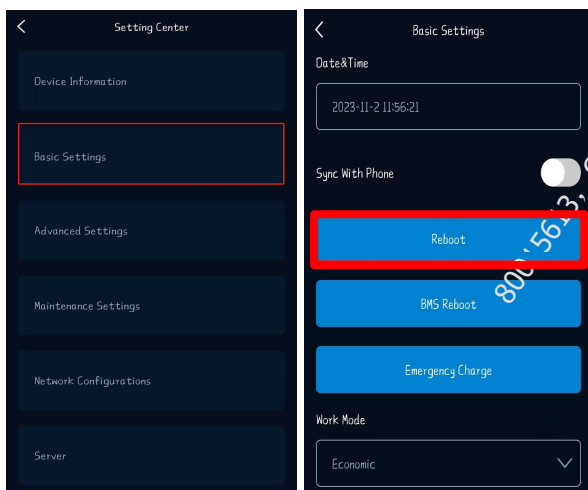 Setting Center
Device Information
Basic Settings
Advanced Settings
Maintenance Settings
Network Configurations
Server
Basic Settings
Date&Time
2023-11-2 11:56:21
Sync With Phone
Reboot
BMS Reboot
Emergency Charge
Work Mode
Economic